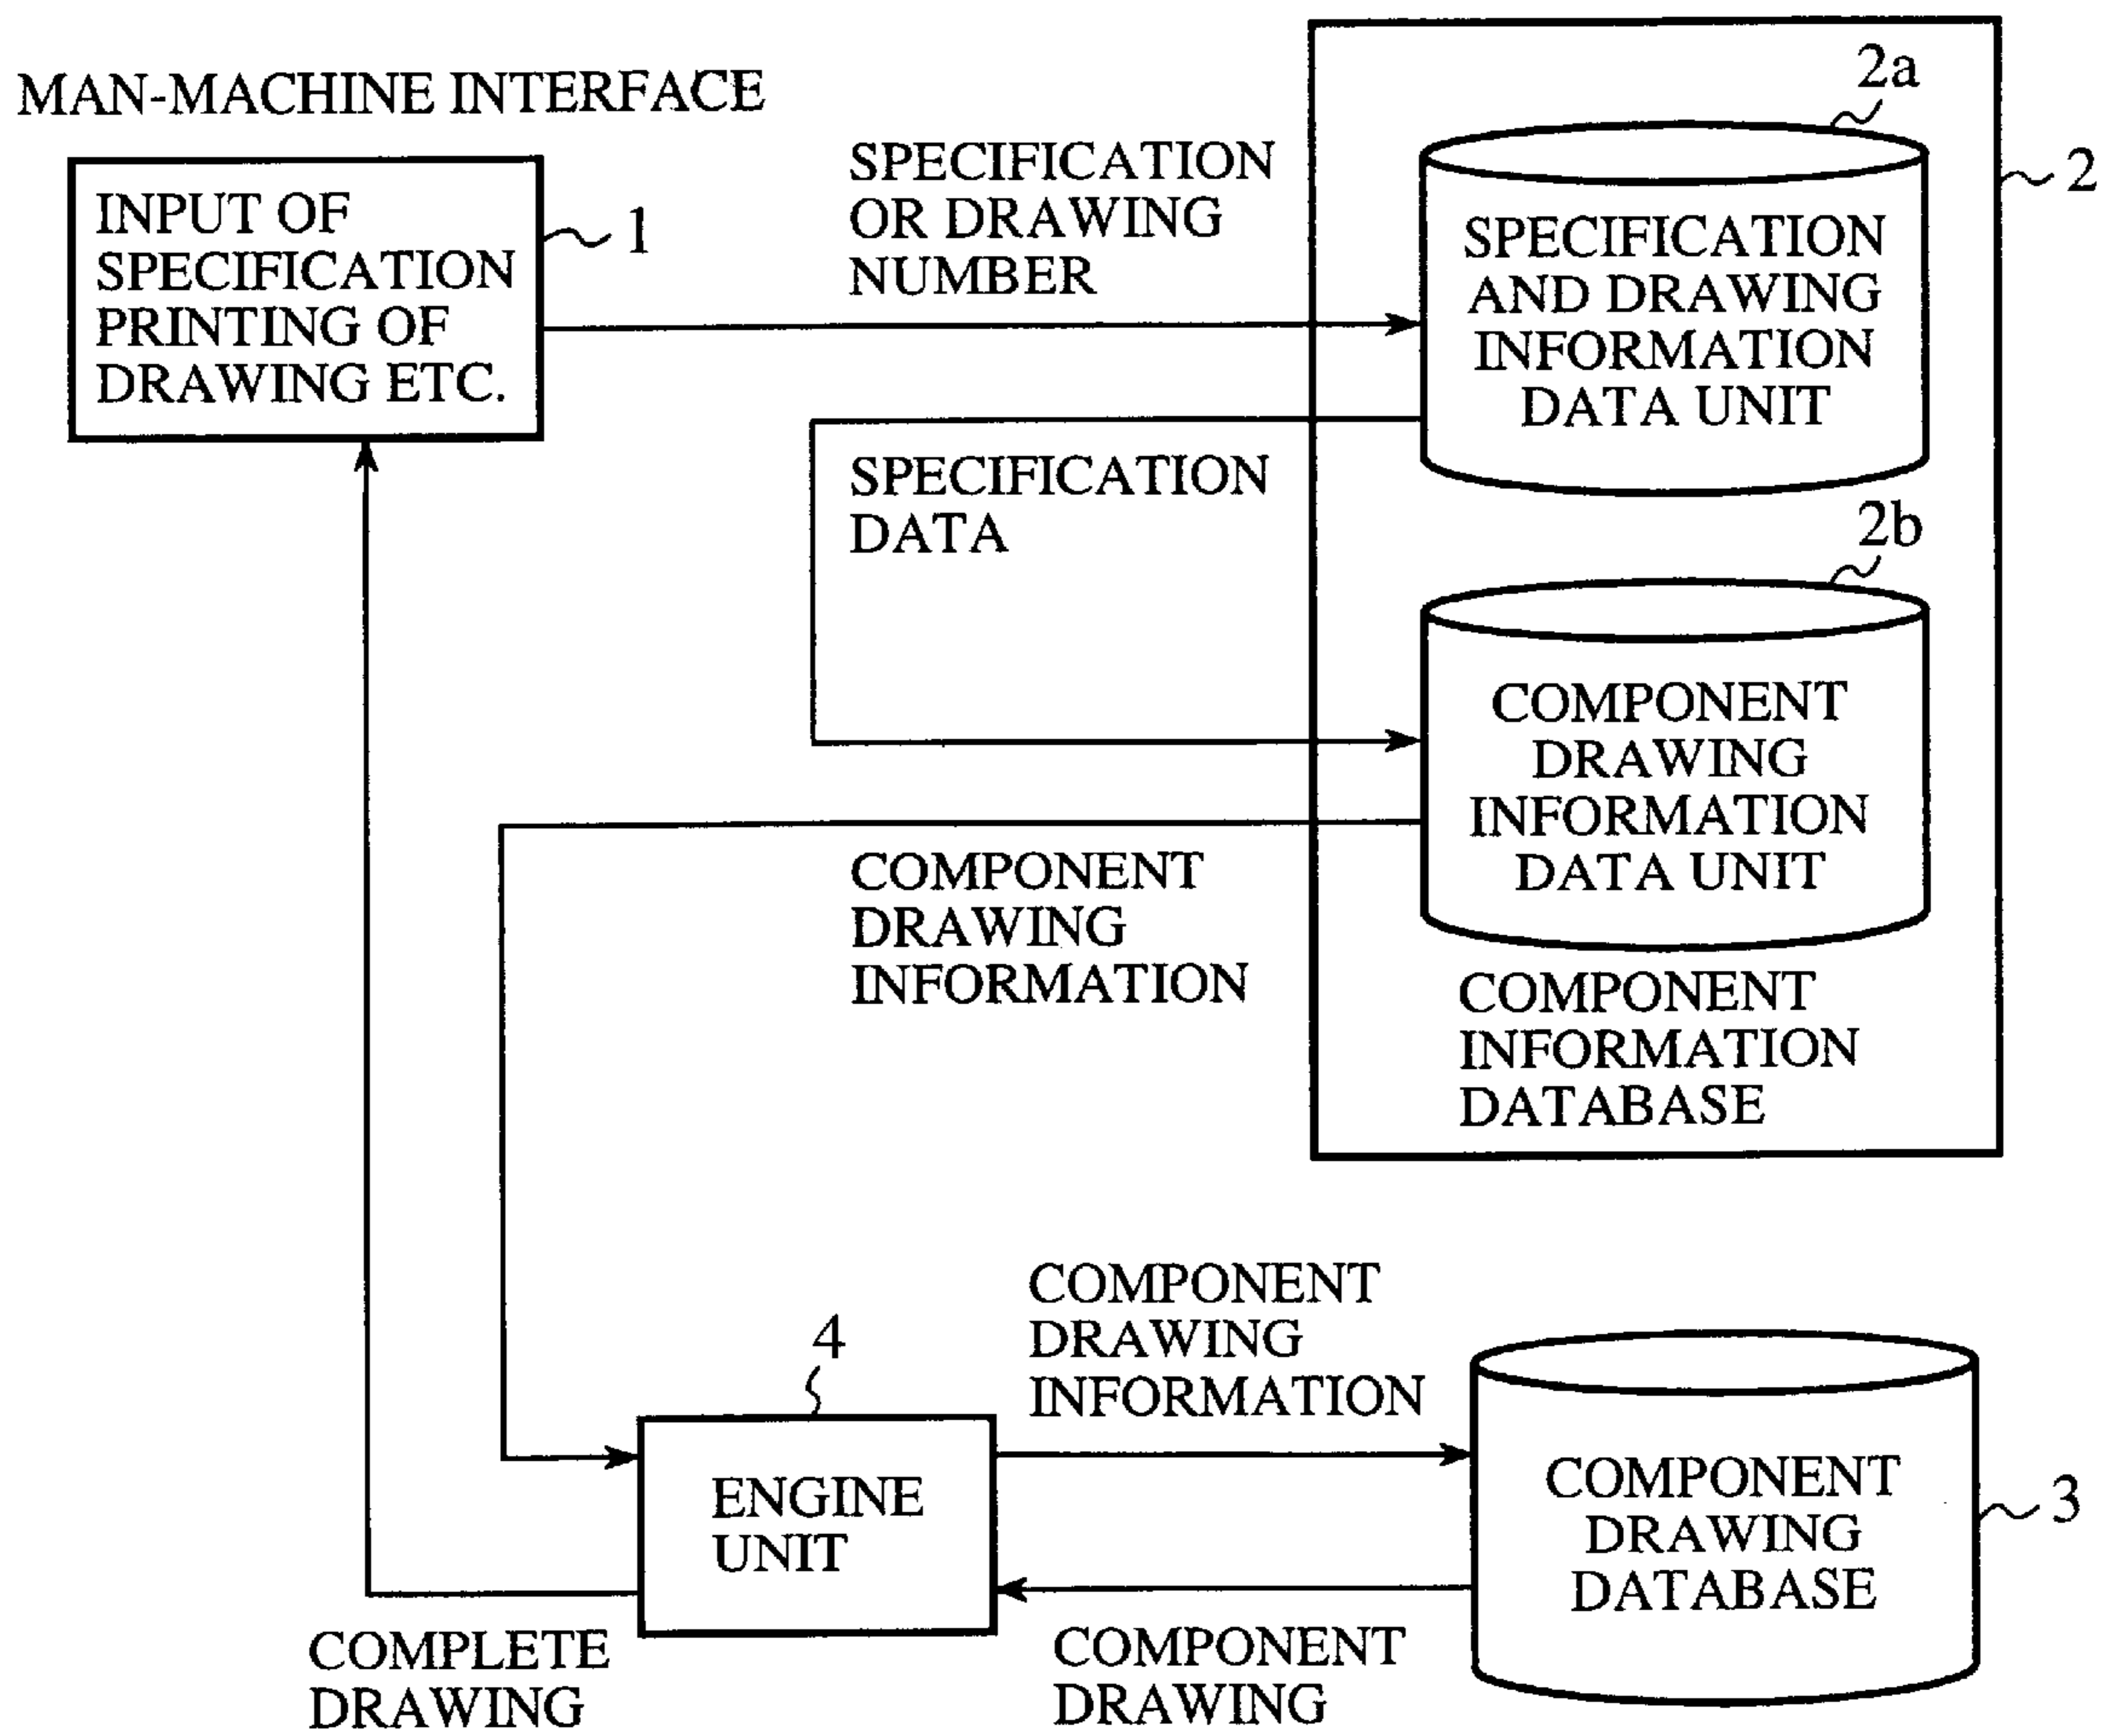 MAN-MACHINE INTERFACE
INPUT OF
SPECIFICATION
PRINTING OF
DRAWING ETC.
1
SPECIFICATION
OR DRAWING
NUMBER
2a
2
SPECIFICATION
AND DRAWING
INFORMATION
DATA UNIT
SPECIFICATION
DATA
2b
COMPONENT
DRAWING
INFORMATION
DATA UNIT
COMPONENT
DRAWING
INFORMATION
COMPONENT
INFORMATION
DATABASE
4
ENGINE
UNIT
COMPONENT
DRAWING
INFORMATION
COMPONENT
DRAWING
DATABASE
3
COMPLETE
DRAWING
COMPONENT
DRAWING